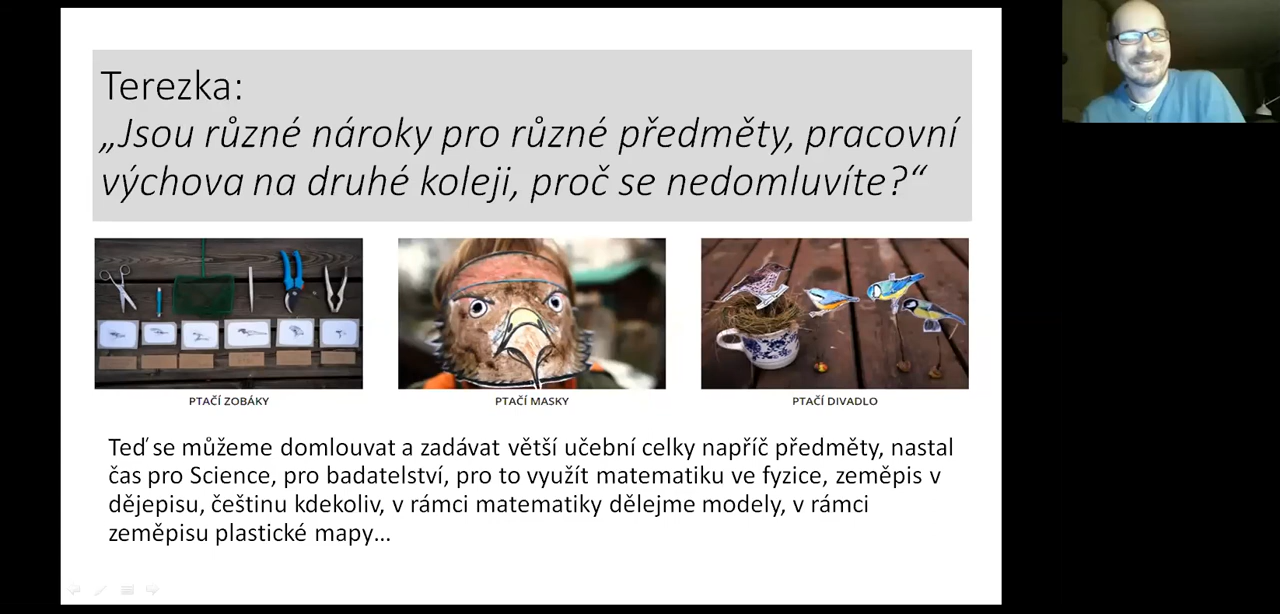 Terezka:
„Jsou různé nároky pro různé předměty, pracovní
výchova na druhé koleji, proč se nedomluvíte?“
PTAČÍ ZOBÁKY
PTAČÍ MASKY
PTAČÍ DIVADLO
Teď se můžeme domlouvat a zadávat větší učební celky napříč předměty, nastal
čas pro Science, pro badatelství, pro to využít matematiku ve fyzice, zeměpis v
dějepisu, češtinu kdekoliv, v rámci matematiky dělejme modely, v rámci
zeměpisu plastické mapy…